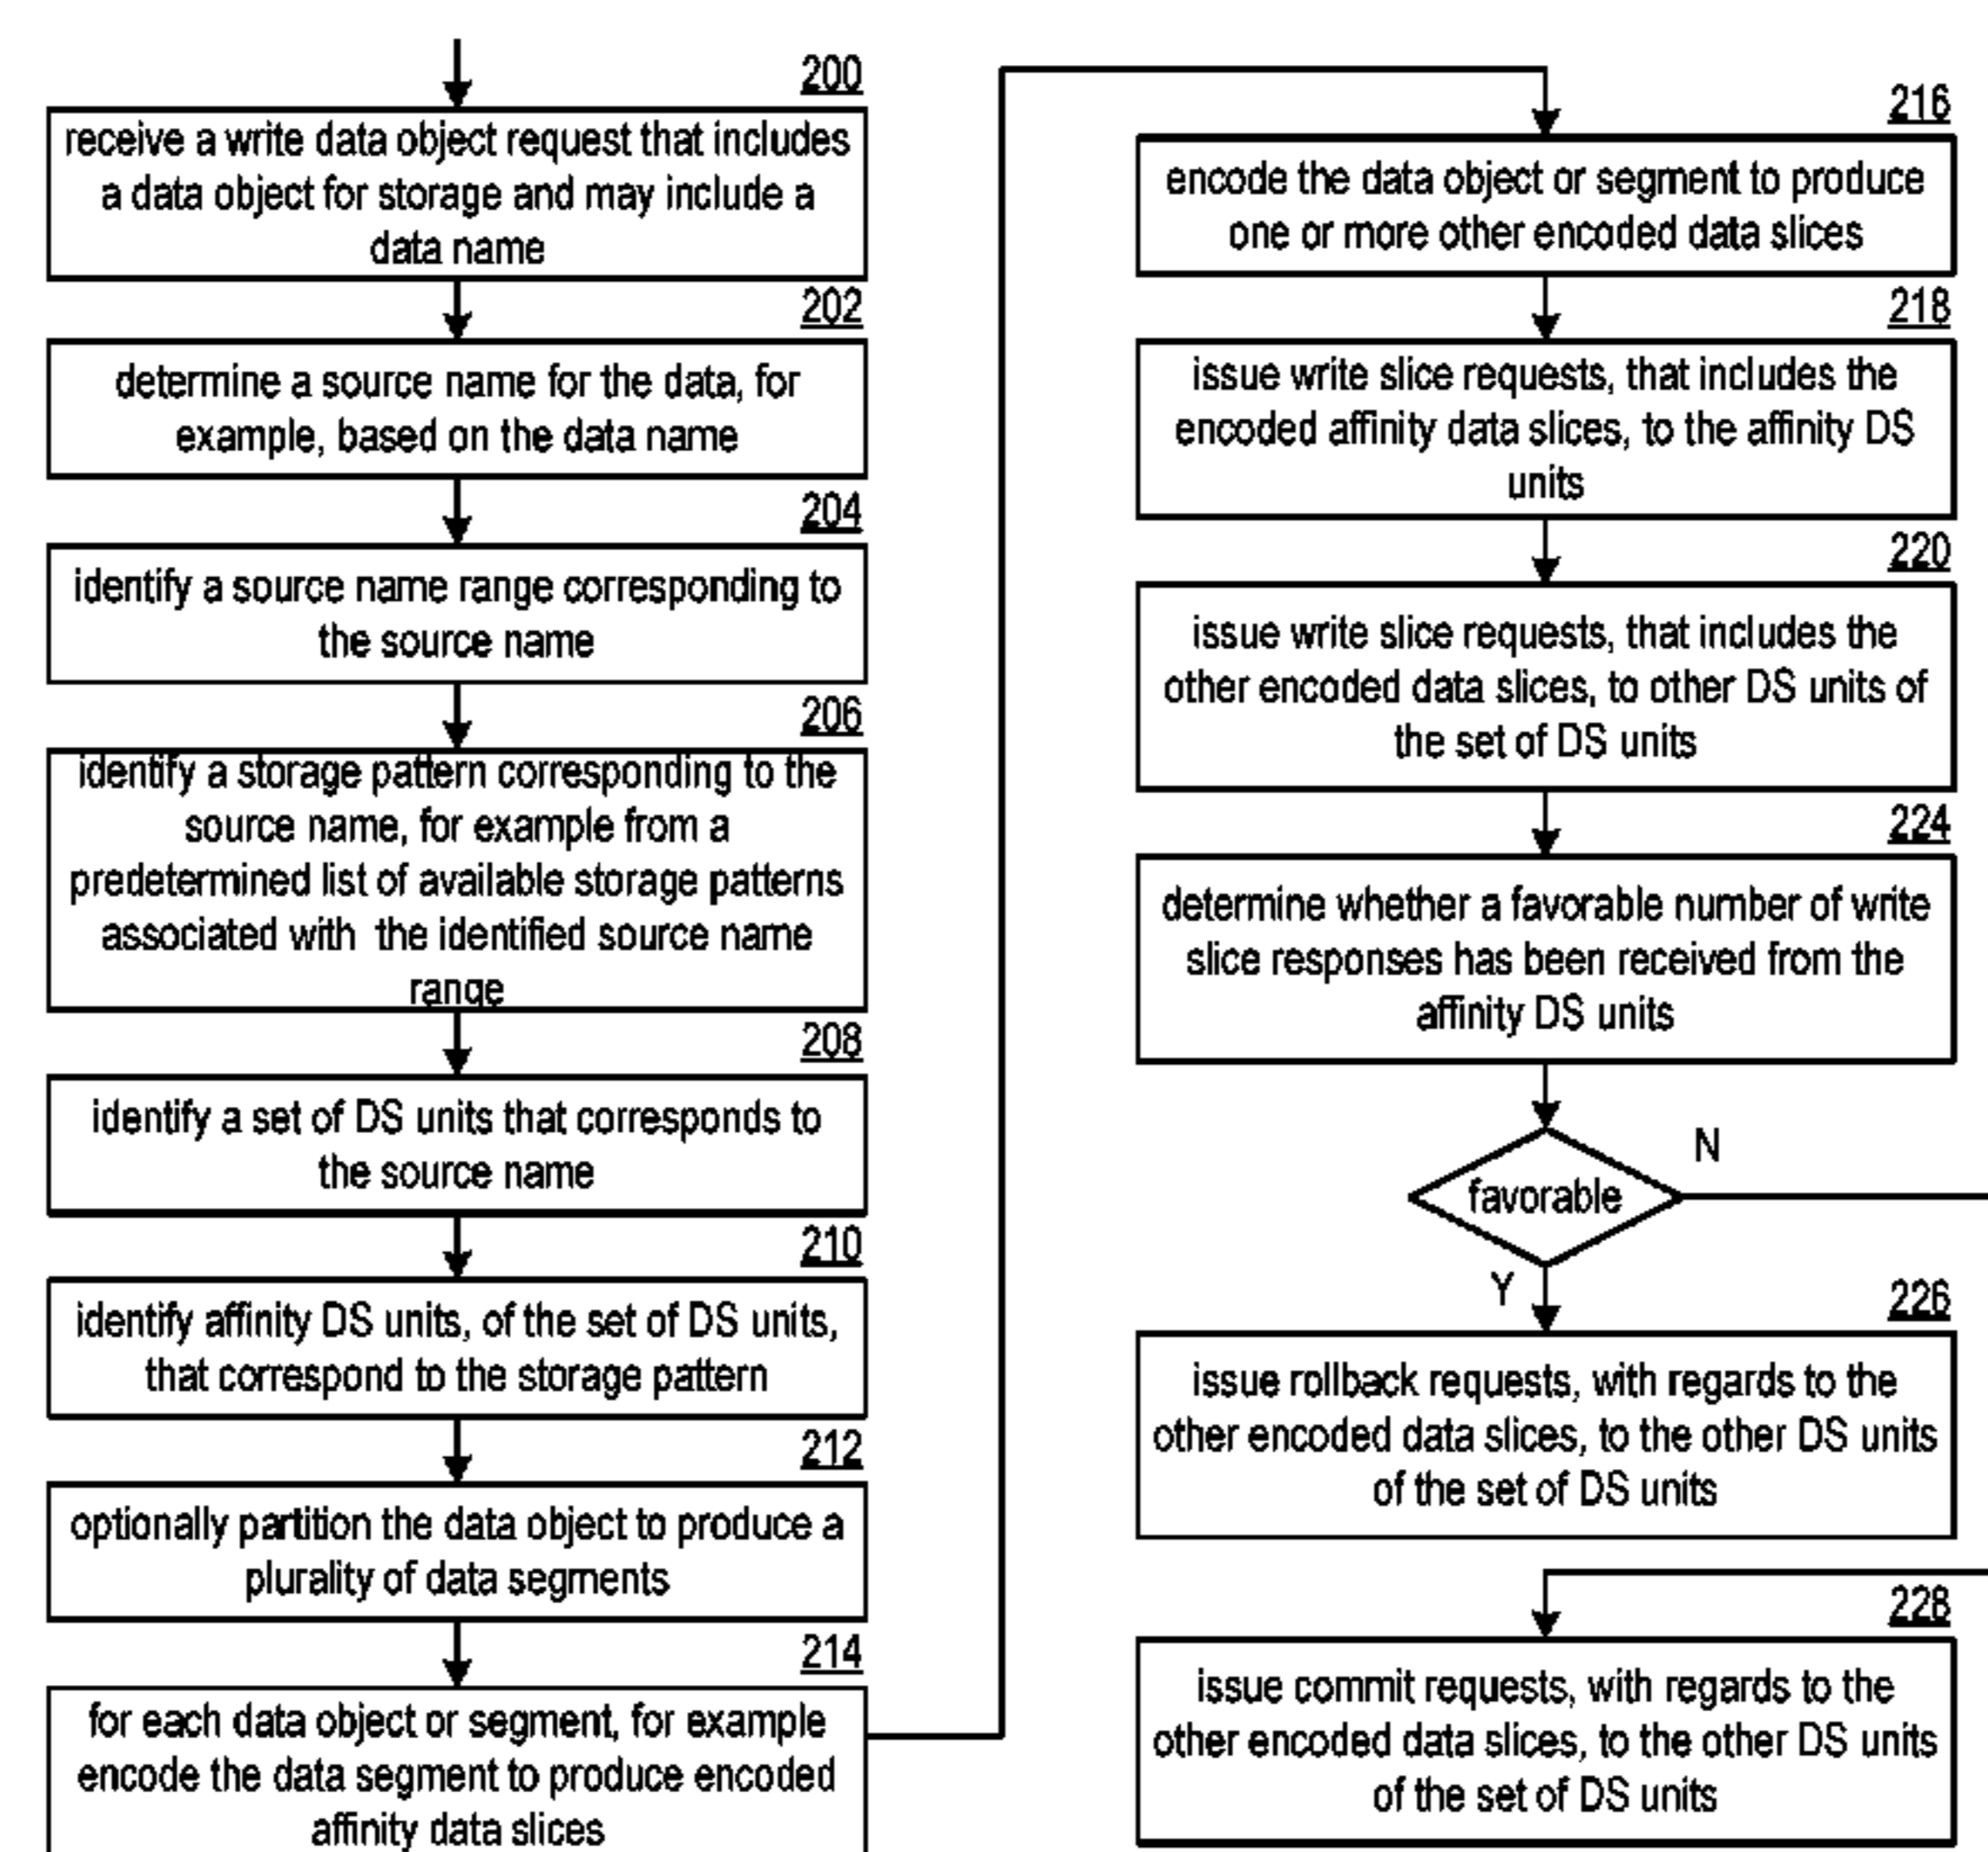 200
receive a write data object request that includes
a data object for storage and may include a
data name
202
determine a source name for the data, for
example, based on the data name
204
identify a source name range corresponding to
the source name
206
identify a storage pattern corresponding to the
source name, for example from a
predetermined list of available storage patterns
associated with the identified source name
range
208
identify a set of DS units that corresponds to
the source name
210
identify affinity DS units, of the set of DS units,
that correspond to the storage pattern
212
optionally partition the data object to produce a
plurality of data segments
214
for each data object or segment, for example
encode the data segment to produce encoded
affinity data slices
216
encode the data object or segment to produce
one or more other encoded data slices
218
issue write slice requests, that includes the
encoded affinity data slices, to the affinity DS
units
220
issue write slice requests, that includes the
other encoded data slices, to other DS units of
the set of DS units
224
determine whether a favorable number of write
slice responses has been received from the
affinity DS units
N
favorable
Y
226
issue rollback requests, with regards to the
other encoded data slices, to the other DS units
of the set of DS units
228
issue commit requests, with regards to the
other encoded data slices, to the other DS units
of the set of DS units